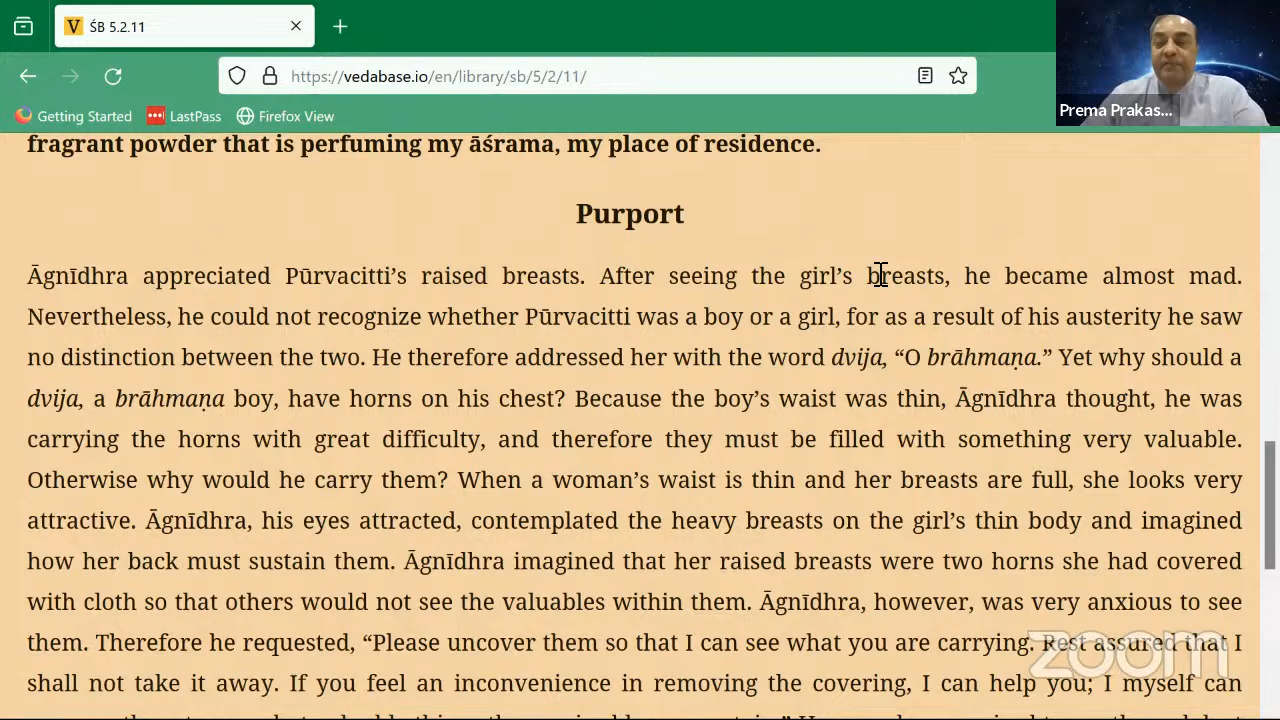 ŚB 5.2.11
https://vedabase.io/en/library/sb/5/2/11/
Getting Started LastPass Firefox View
Prema Prakas...
fragrant powder that is perfuming my āśrama, my place of residence.
Purport
Āgnīdhra appreciated Pūrvacitti’s raised breasts. After seeing the girl’s breasts, he became almost mad.
Nevertheless, he could not recognize whether Pūrvacitti was a boy or a girl, for as a result of his austerity he saw
no distinction between the two. He therefore addressed her with the word dvija, “O brāhmaṇa.” Yet why should a
dvija, a brāhmaṇa boy, have horns on his chest? Because the boy’s waist was thin, Āgnīdhra thought, he was
carrying the horns with great difficulty, and therefore they must be filled with something very valuable.
Otherwise why would he carry them? When a woman’s waist is thin and her breasts are full, she looks very
attractive. Āgnīdhra, his eyes attracted, contemplated the heavy breasts on the girl’s thin body and imagined
how her back must sustain them. Āgnīdhra imagined that her raised breasts were two horns she had covered
with cloth so that others would not see the valuables within them. Āgnīdhra, however, was very anxious to see
them. Therefore he requested, “Please uncover them so that I can see what you are carrying. Rest assured that I
shall not take it away. If you feel an inconvenience in removing the covering, I can help you; I myself can
zoom